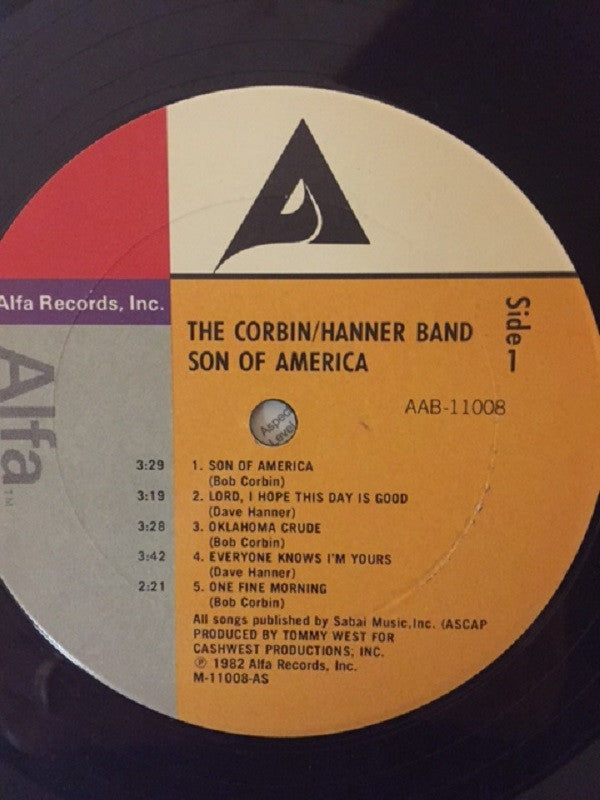 Alfa Records, Inc.
Alfa
TM
THE CORBIN/HANNER BAND
SON OF AMERICA
Side 1
AAB-11008
Aspec
Level
3:29 1. SON OF AMERICA
(Bob Corbin)
3:19 2. LORD, I HOPE THIS DAY IS GOOD
(Dave Hanner)
3:28 3. OKLAHOMA CRUDE
(Bob Corbin)
3:42 4. EVERYONE KNOWS I'M YOURS
(Dave Hanner)
2:21 5. ONE FINE MORNING
(Bob Corbin)
All songs published by Sabal Music,Inc. (ASCAP
PRODUCED BY TOMMY WEST FOR
CASHWEST PRODUCTIONS, INC.
℗ 1982 Alfa Records, Inc.
M-11008-AS